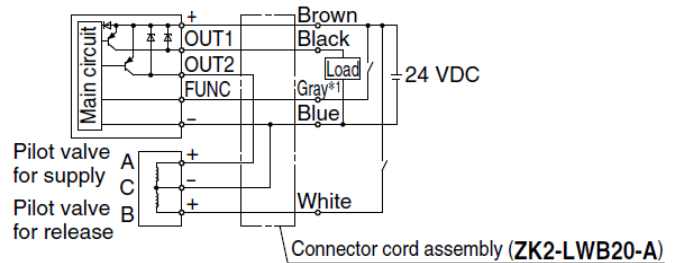 Main circuit
+
OUT1
OUT2
FUNC
−
Brown
Black
Load
Gray*1
Blue
24 VDC
Pilot valve
for supply
A
C
B
+
−
+
Pilot valve
for release
White
Connector cord assembly (ZK2-LWB20-A)